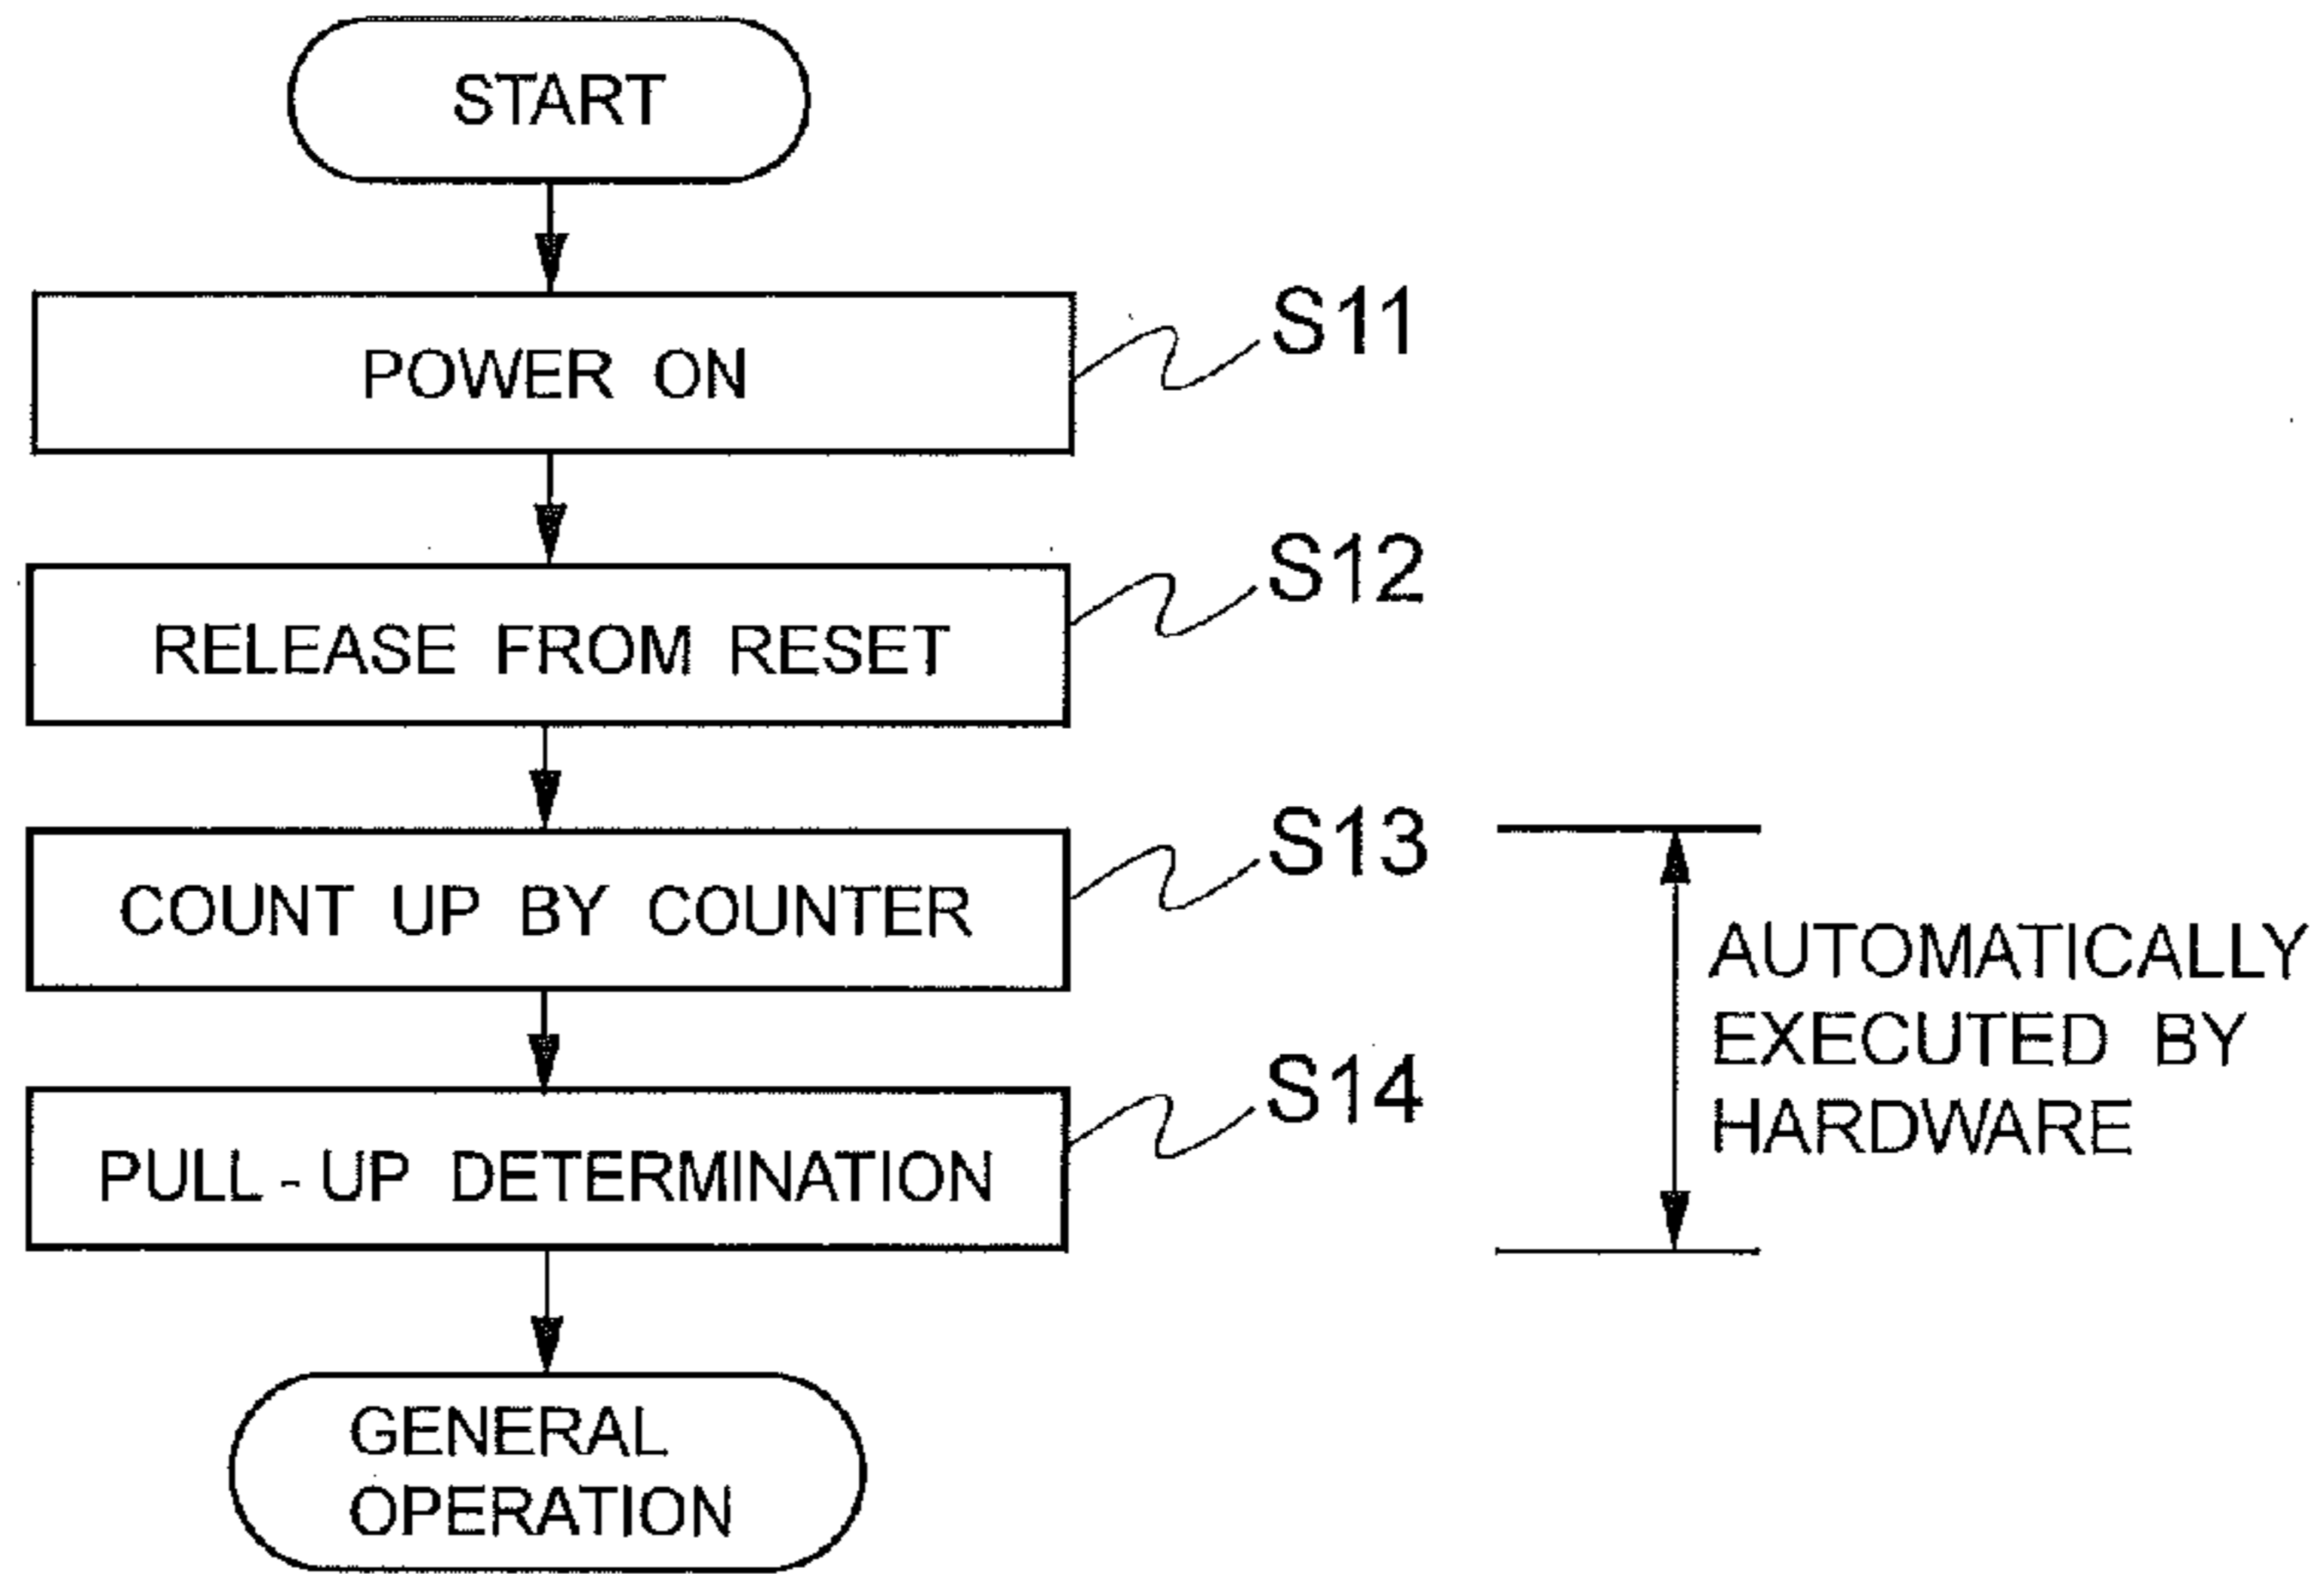 START
POWER ON
S11
RELEASE FROM RESET
S12
COUNT UP BY COUNTER
S13
PULL-UP DETERMINATION
S14
AUTOMATICALLY
EXECUTED BY
HARDWARE
GENERAL
OPERATION